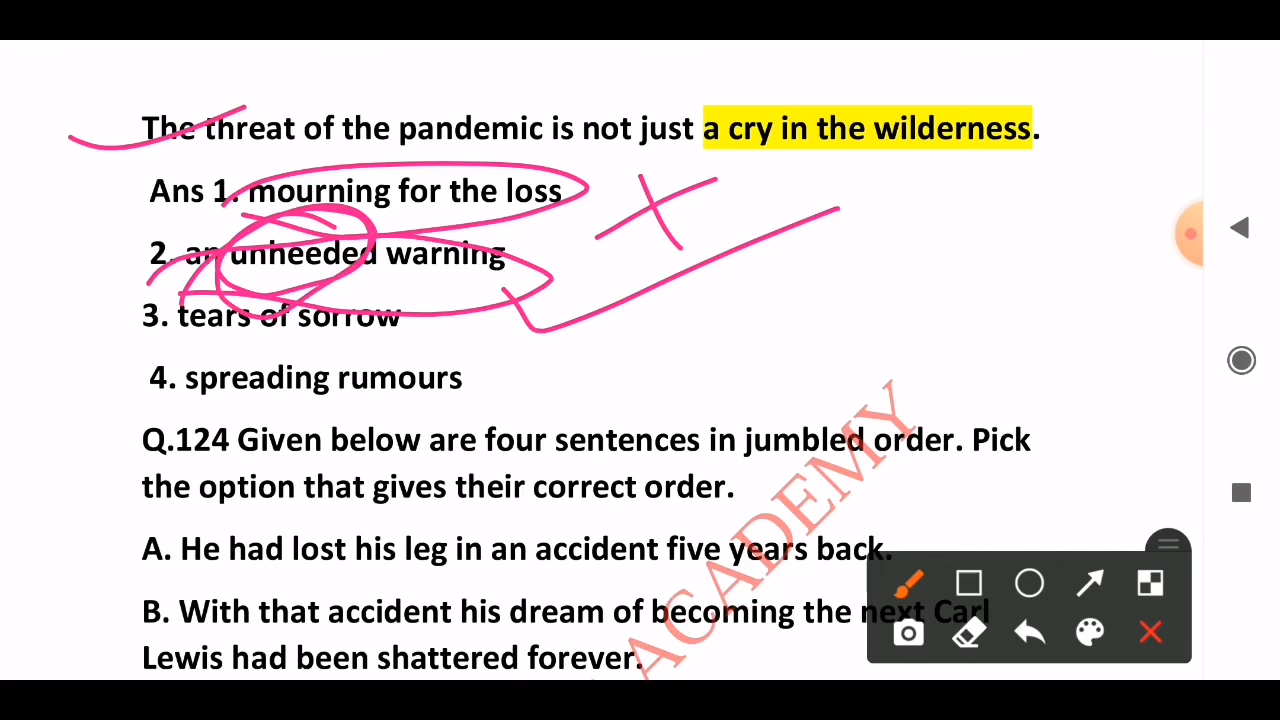 The threat of the pandemic is not just a cry in the wilderness.
Ans 1. mourning for the loss
2. an unheeded warning
3. tears of sorrow
4. spreading rumours
Q.124 Given below are four sentences in jumbled order. Pick
the option that gives their correct order.
A. He had lost his leg in an accident five years back.
B. With that accident his dream of becoming the next Carl
Lewis had been shattered forever.
ACADEMY